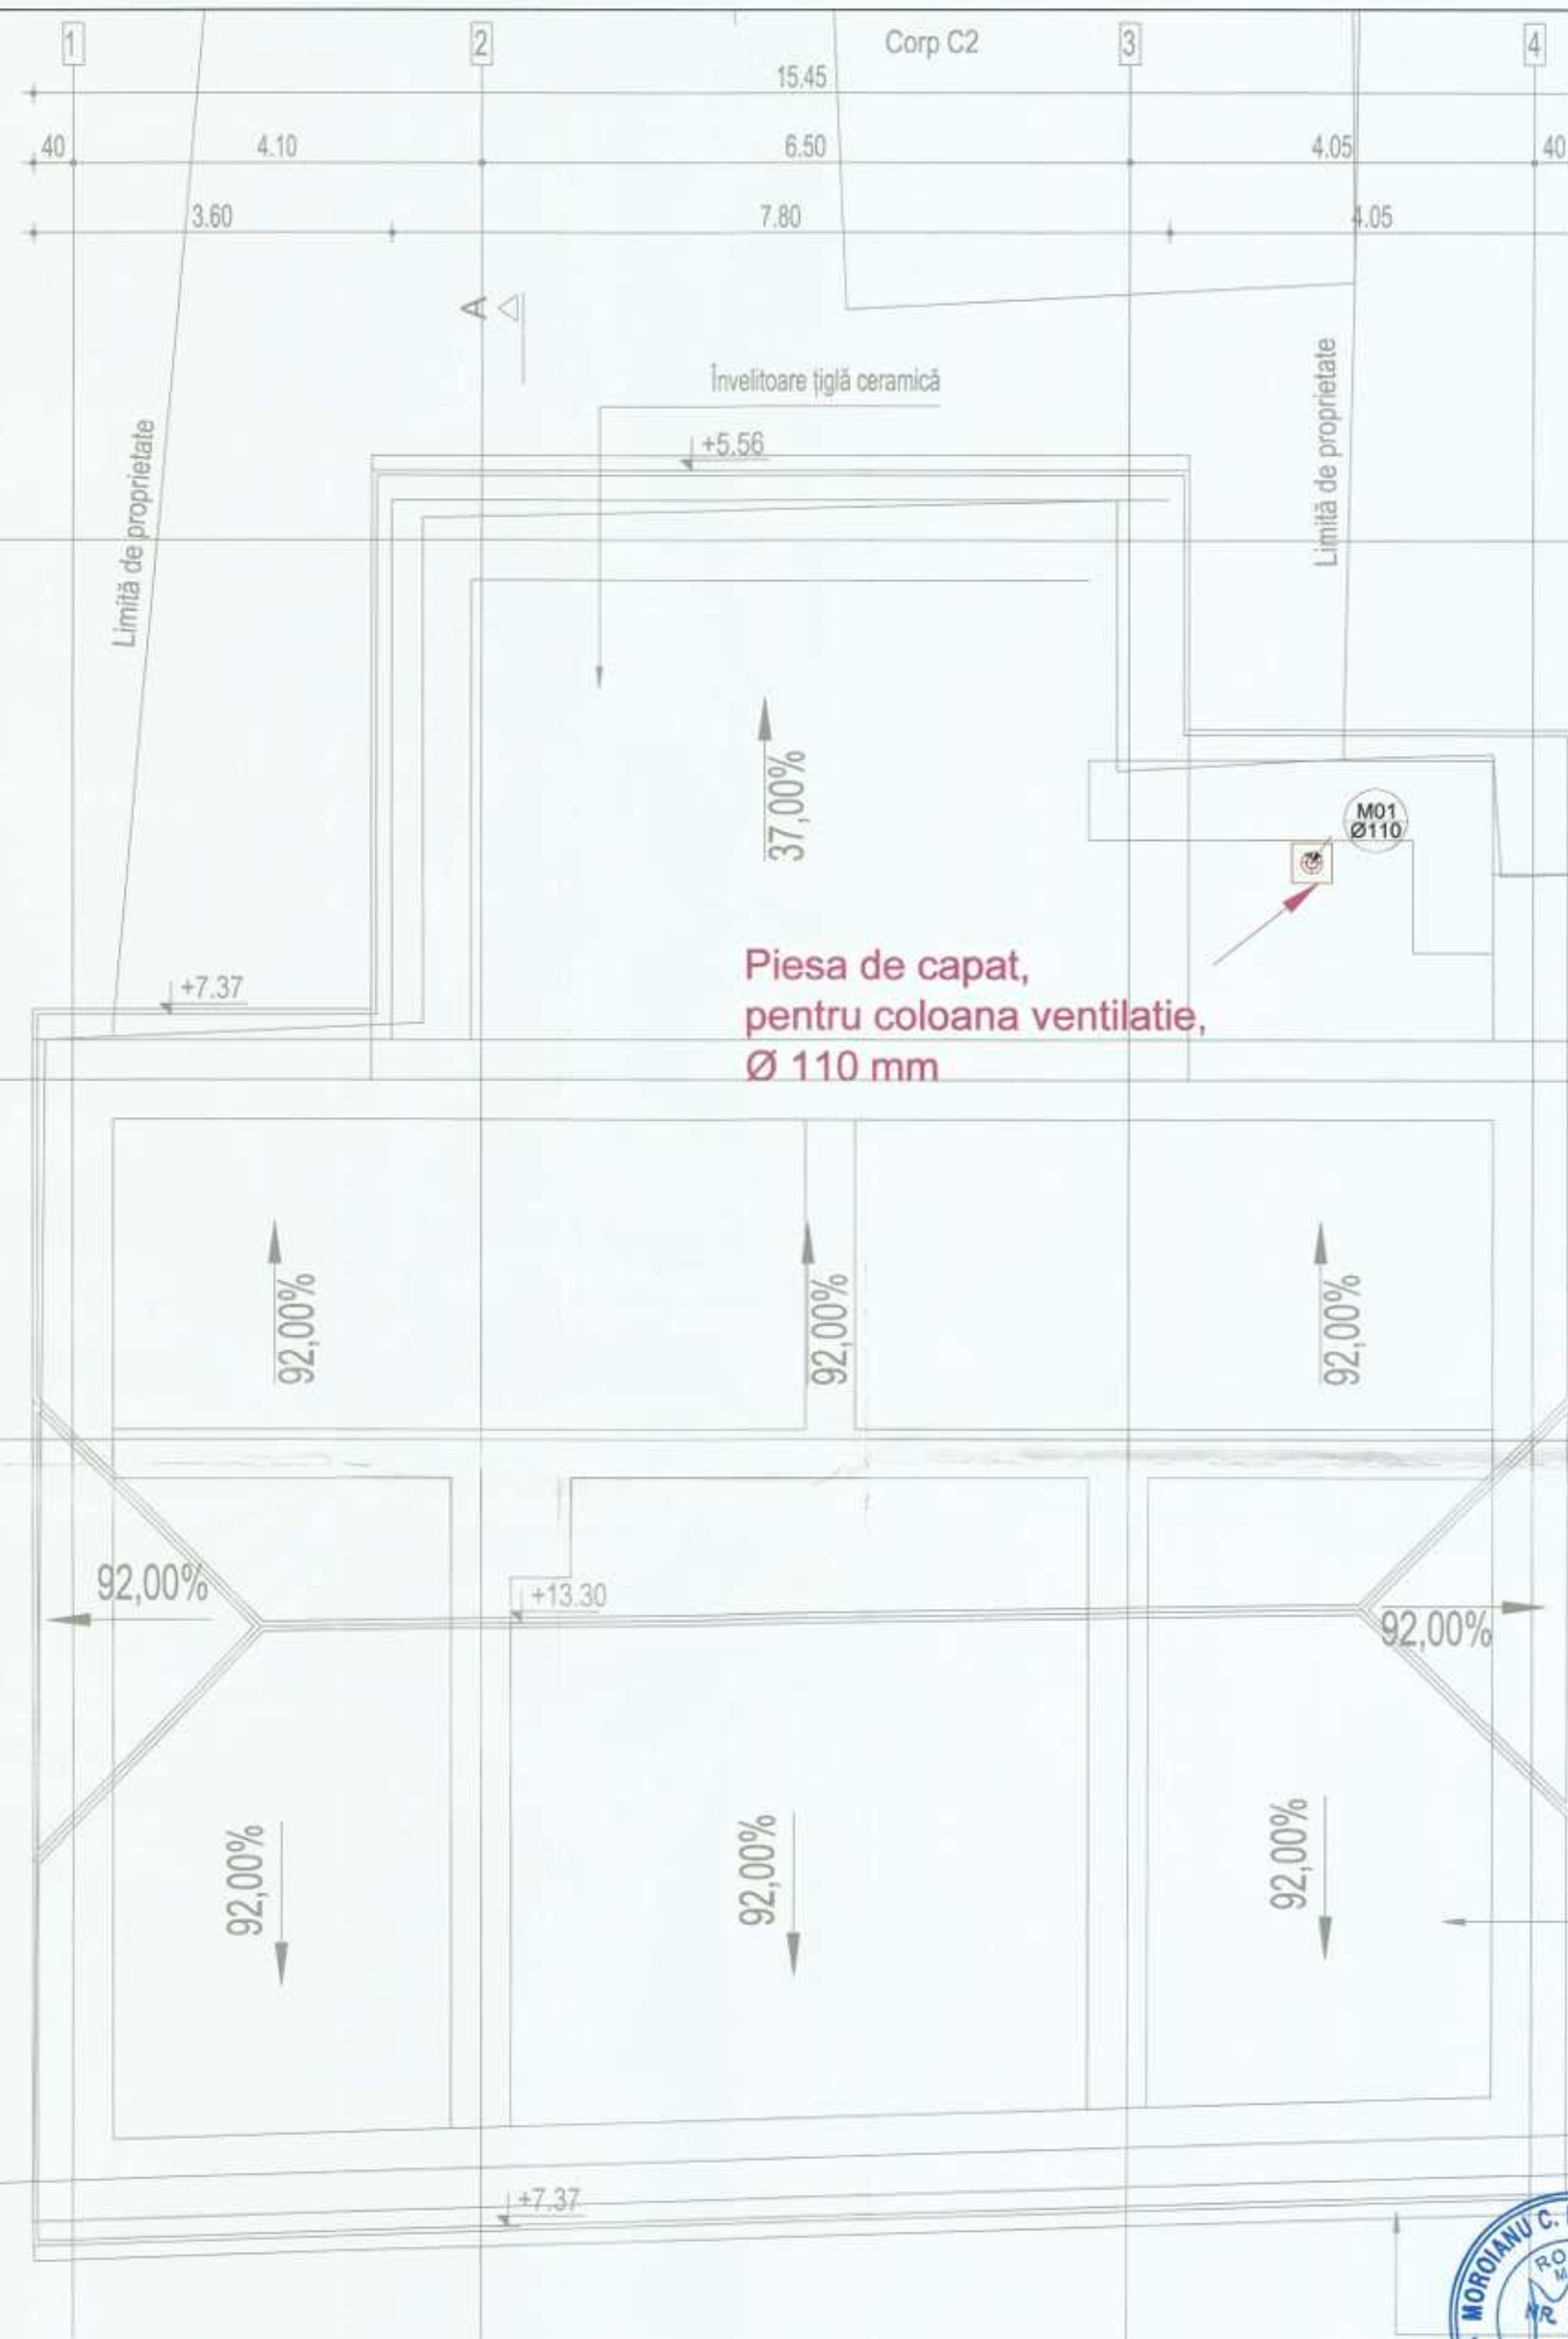 1
2
Corp C2
3
4
15.45
40
4.10
6.50
4.05
40
3.60
7.80
4.05
A
Învelitoare țiglă ceramică
+5.56
Limită de proprietate
Limită de proprietate
37,00%
M01
Ø110
Piesa de capat,
pentru coloana ventilatie,
Ø 110 mm
+7.37
92,00%
92,00%
92,00%
92,00%
+13.30
92,00%
92,00%
92,00%
92,00%
+7.37
MOROIANU C.
RO
NR